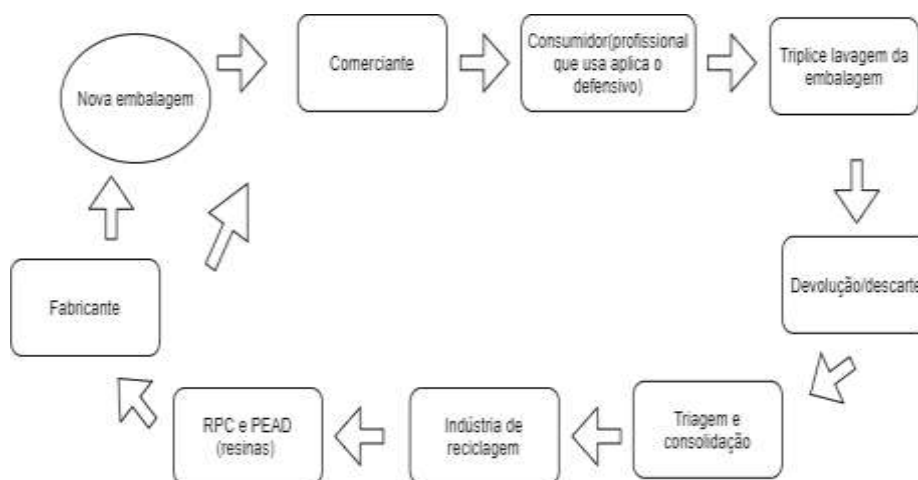 Nova embalagem
Comerciante
Consumidor(profissional
que usa aplica o
defensivo)
Triplice lavagem da
embalagem
Devolução/descarte
Triagem e
consolidação
Indústria de
reciclagem
RPC e PEAD
(resinas)
Fabricante